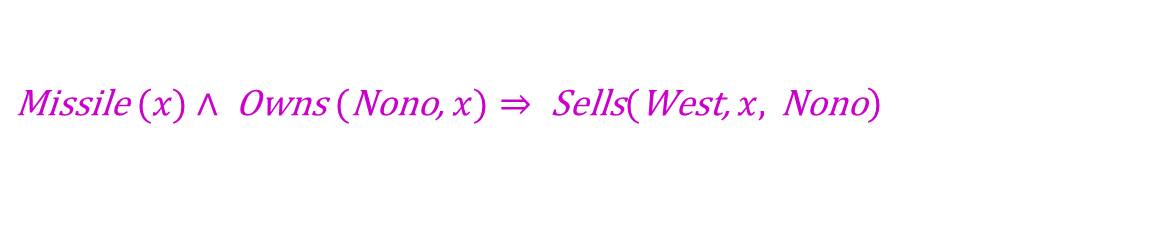 Missile (x) ∧ Owns (Nono, x) ⇒ Sells( West, x, Nono)